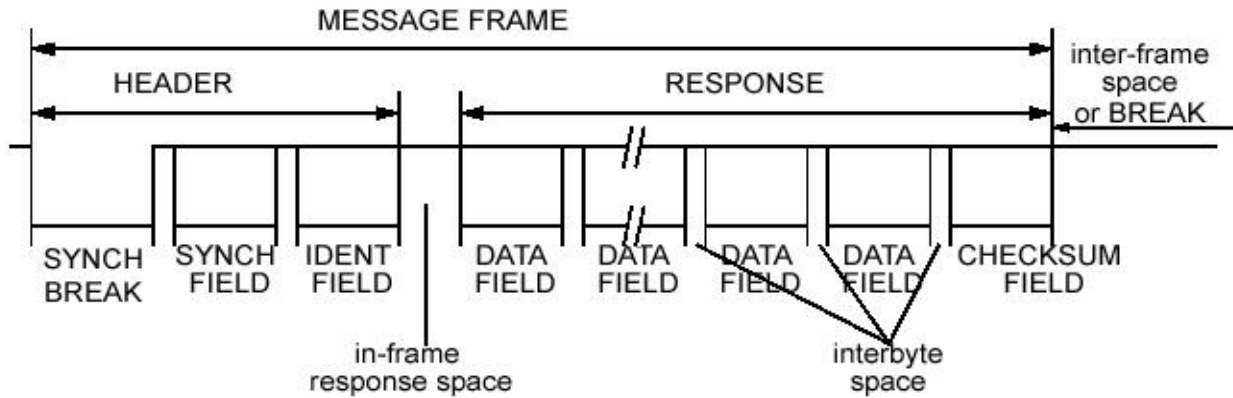 MESSAGE FRAME
HEADER
RESPONSE
inter-frame
space
or BREAK
SYNCH
BREAK
SYNCH
FIELD
IDENT
FIELD
DATA
FIELD
DATA
FIELD
DATA
FIELD
DATA
FIELD
CHECKSUM
FIELD
in-frame
response space
interbyte
space